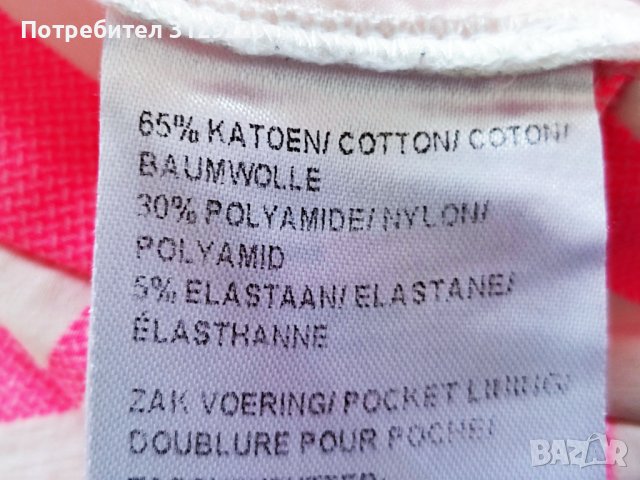 Потребител
65% KATOEN/ COTTON/ COTON/
BAUMWOLLE
30% POLYAMIDE/ NYLON/
POLYAMID
5% ELASTAAN/ ELASTANE/
ÉLASTHANNE
ZAK VOERING/ POCKET LINING/
DOUBLURE POUR POCHE/
BAZAR